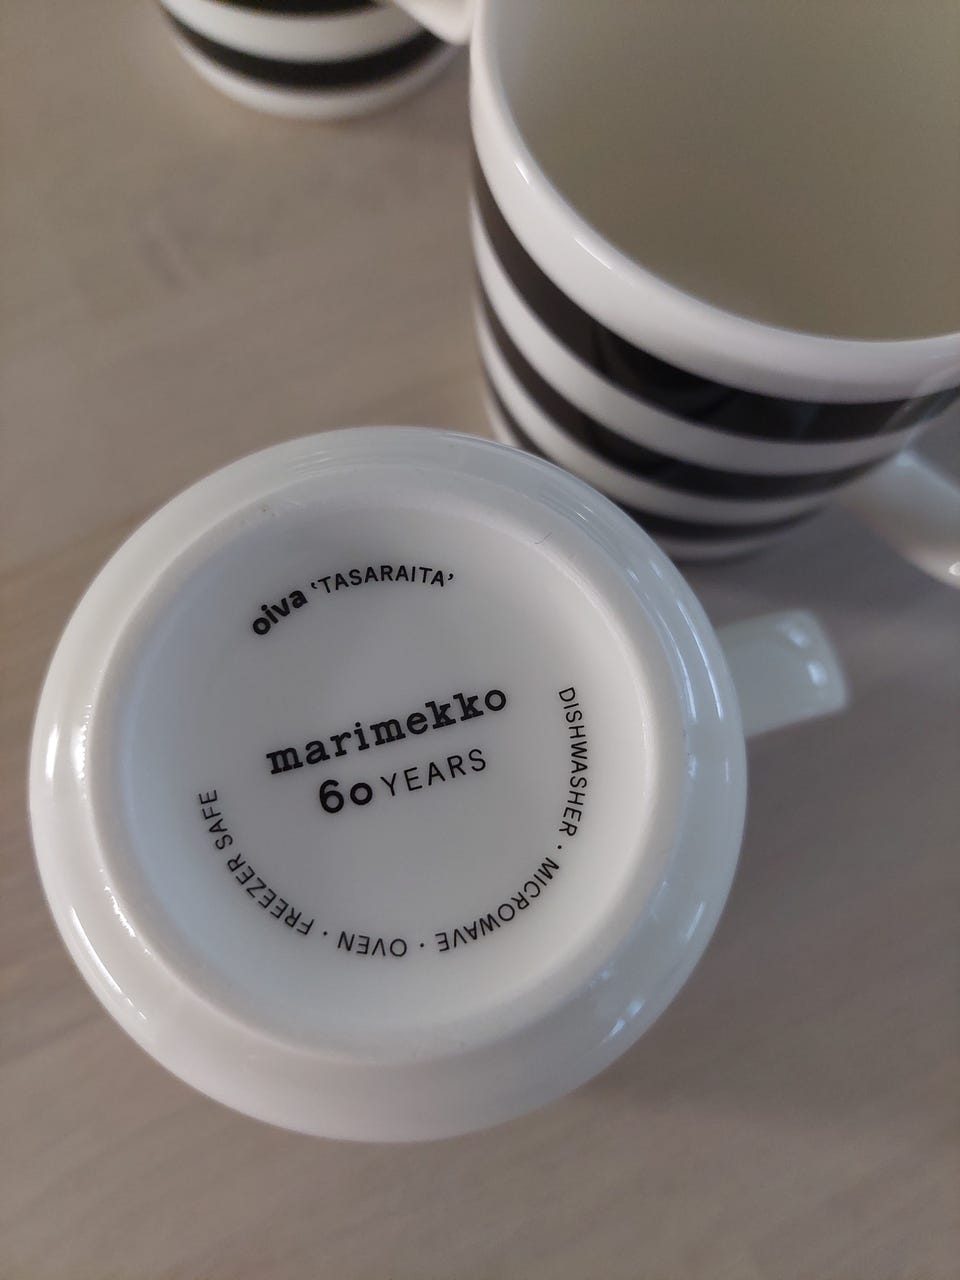 oiva ‘TASARAITA’
marimekko
60 YEARS
DISHWASHER · MICROWAVE · OVEN · FREEZER SAFE